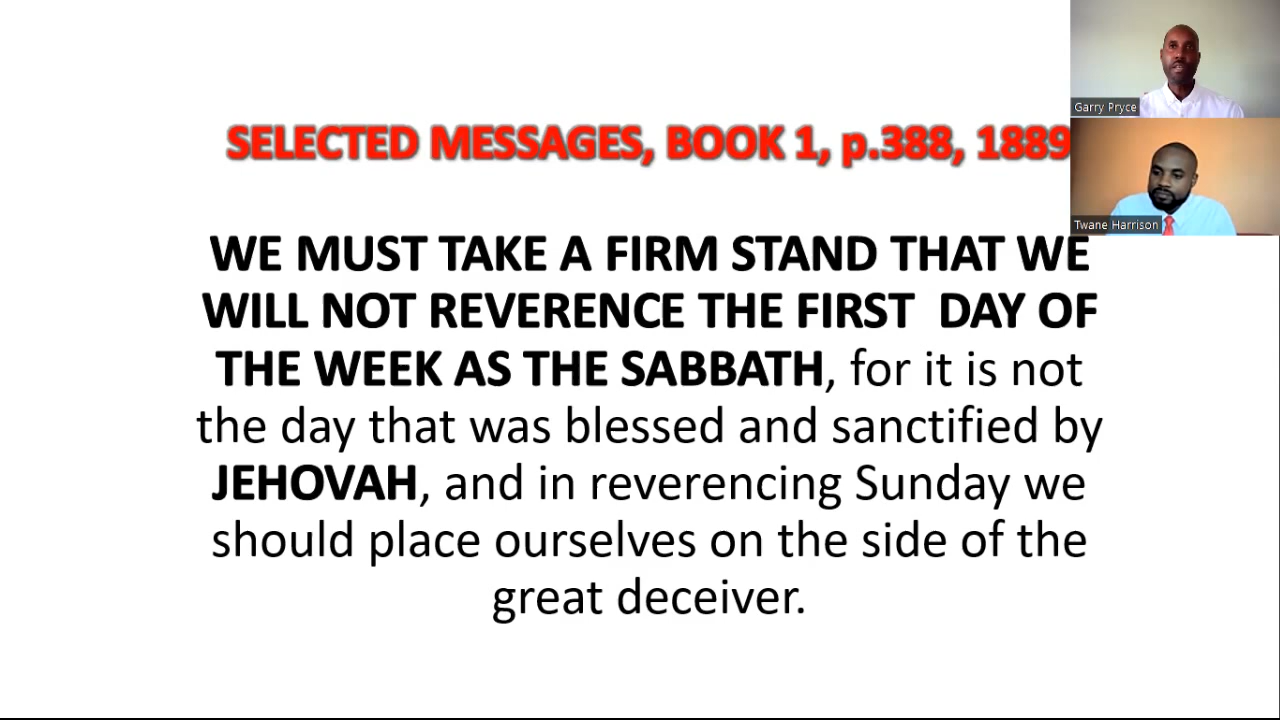 SELECTED MESSAGES, BOOK 1, p.388, 1889
WE MUST TAKE A FIRM STAND THAT WE
WILL NOT REVERENCE THE FIRST DAY OF
THE WEEK AS THE SABBATH, for it is not
the day that was blessed and sanctified by
JEHOVAH, and in reverencing Sunday we
should place ourselves on the side of the
great deceiver.
Garry Pryce
Twane Harrison